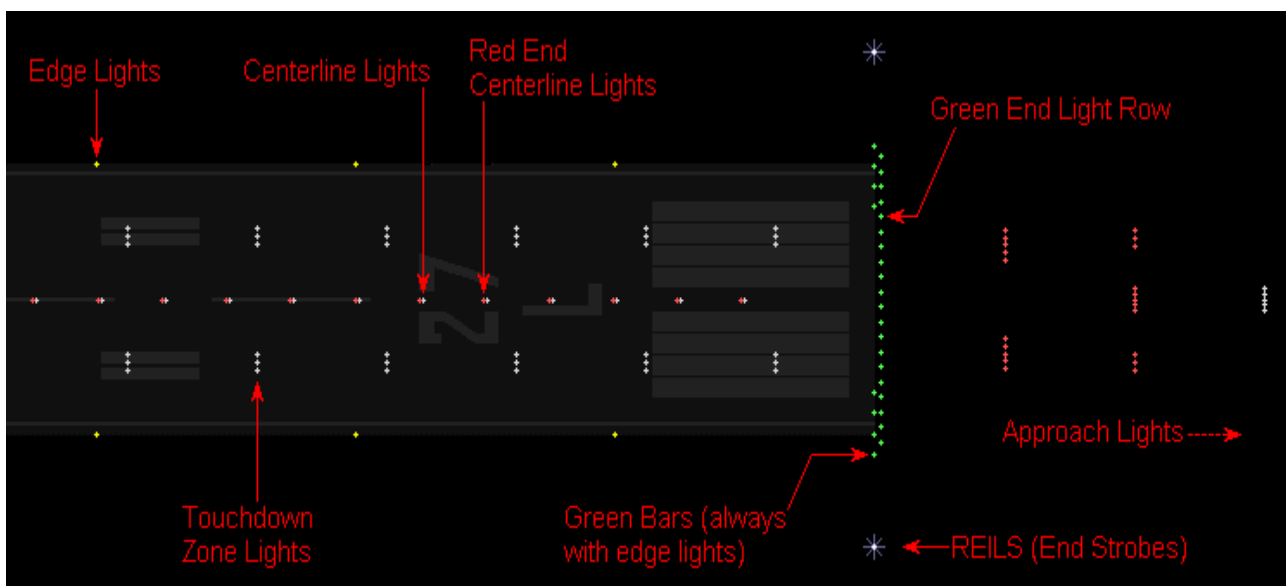 Edge Lights
Centerline Lights
Red End
Centerline Lights
Green End Light Row
27
L
Approach Lights
Touchdown
Zone Lights
Green Bars (always
with edge lights)
REILS (End Strobes)